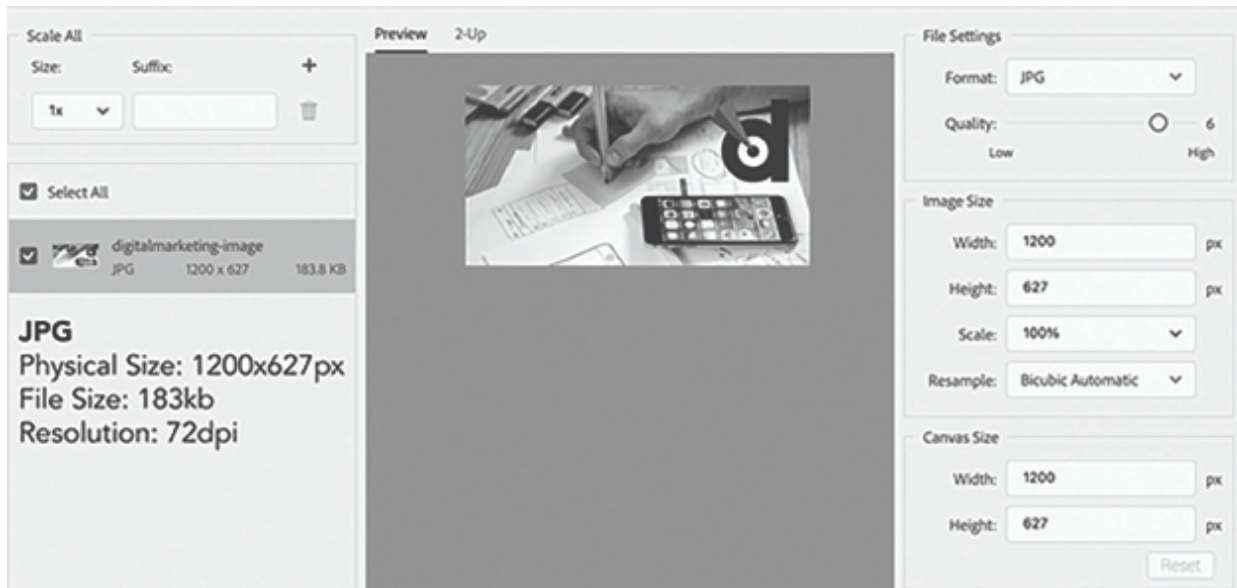 Scale All
Size: Suffix: +
1x
Select All
digitalmarketing-image
JPG 1200 x 627 183.8 KB
JPG
Physical Size: 1200x627px
File Size: 183kb
Resolution: 72dpi
Preview 2-Up
d
File Settings
Format: JPG
Quality: 6
Low High
Image Size
Width: 1200 px
Height: 627 px
Scale: 100%
Resample: Bicubic Automatic
Canvas Size
Width: 1200 px
Height: 627 px
Reset